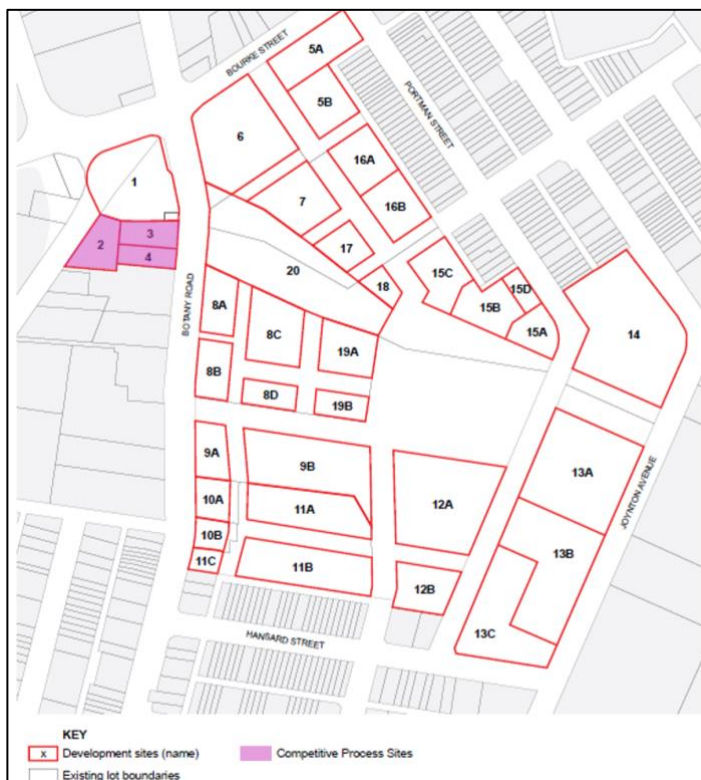 BOURKE STREET
5A
5B
PORTMAN STREET
6
16A
16B
1
7
2
3
4
17
20
18
15C
15D
15B
15A
14
BOTANY ROAD
8A
8C
19A
8B
8D
19B
9A
9B
12A
13A
JOYNTON AVENUE
10A
11A
13B
10B
11C
11B
12B
13C
HANSARD STREET
KEY
x Development sites (name) Competitive Process Sites
Existing lot boundaries